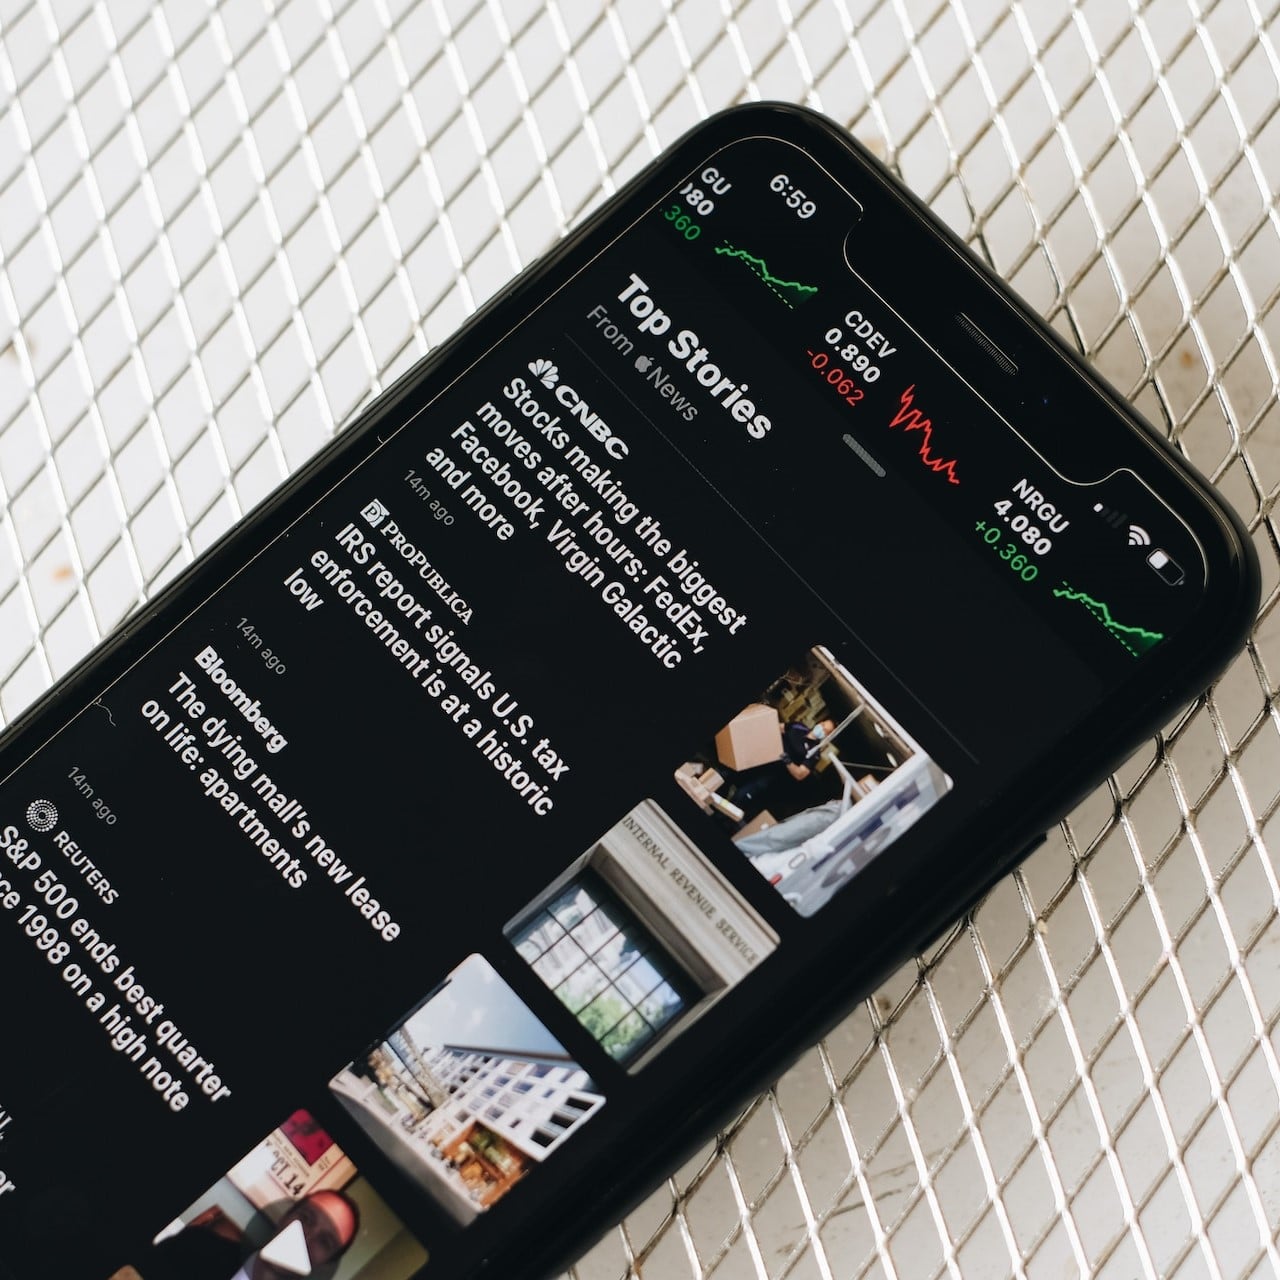 6:59
GU
080
.360
CDEV
0.890
-0.062
NRGU
4.080
+0.360
Top Stories
From News
CNBC
Stocks making the biggest
moves after hours: FedEx,
Facebook, Virgin Galactic
and more
14m ago
PROPUBLICA
IRS report signals U.S. tax
enforcement is at a historic
low
14m ago
INTERNAL REVENUE SERVICE
Bloomberg
The dying mall's new lease
on life: apartments
14m ago
REUTERS
S&P 500 ends best quarter
1998 on a high note
CT. 14